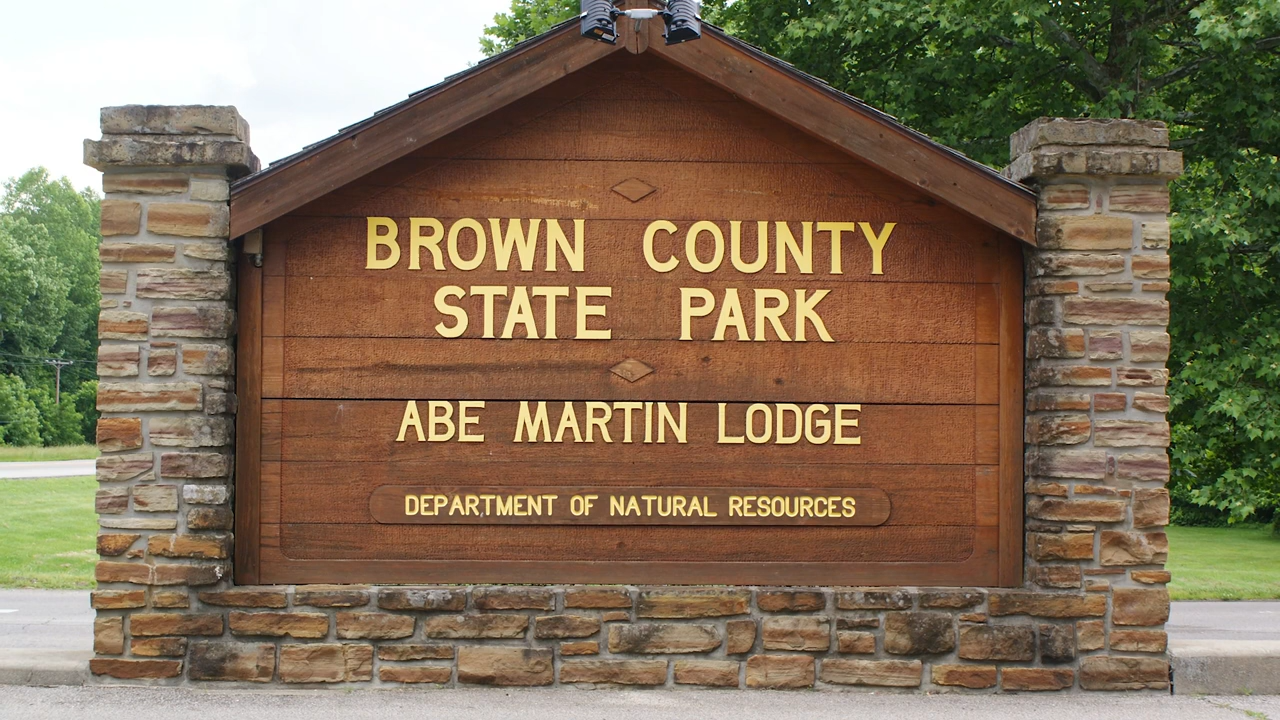 BROWN COUNTY
STATE PARK
ABE MARTIN LODGE
DEPARTMENT OF NATURAL RESOURCES